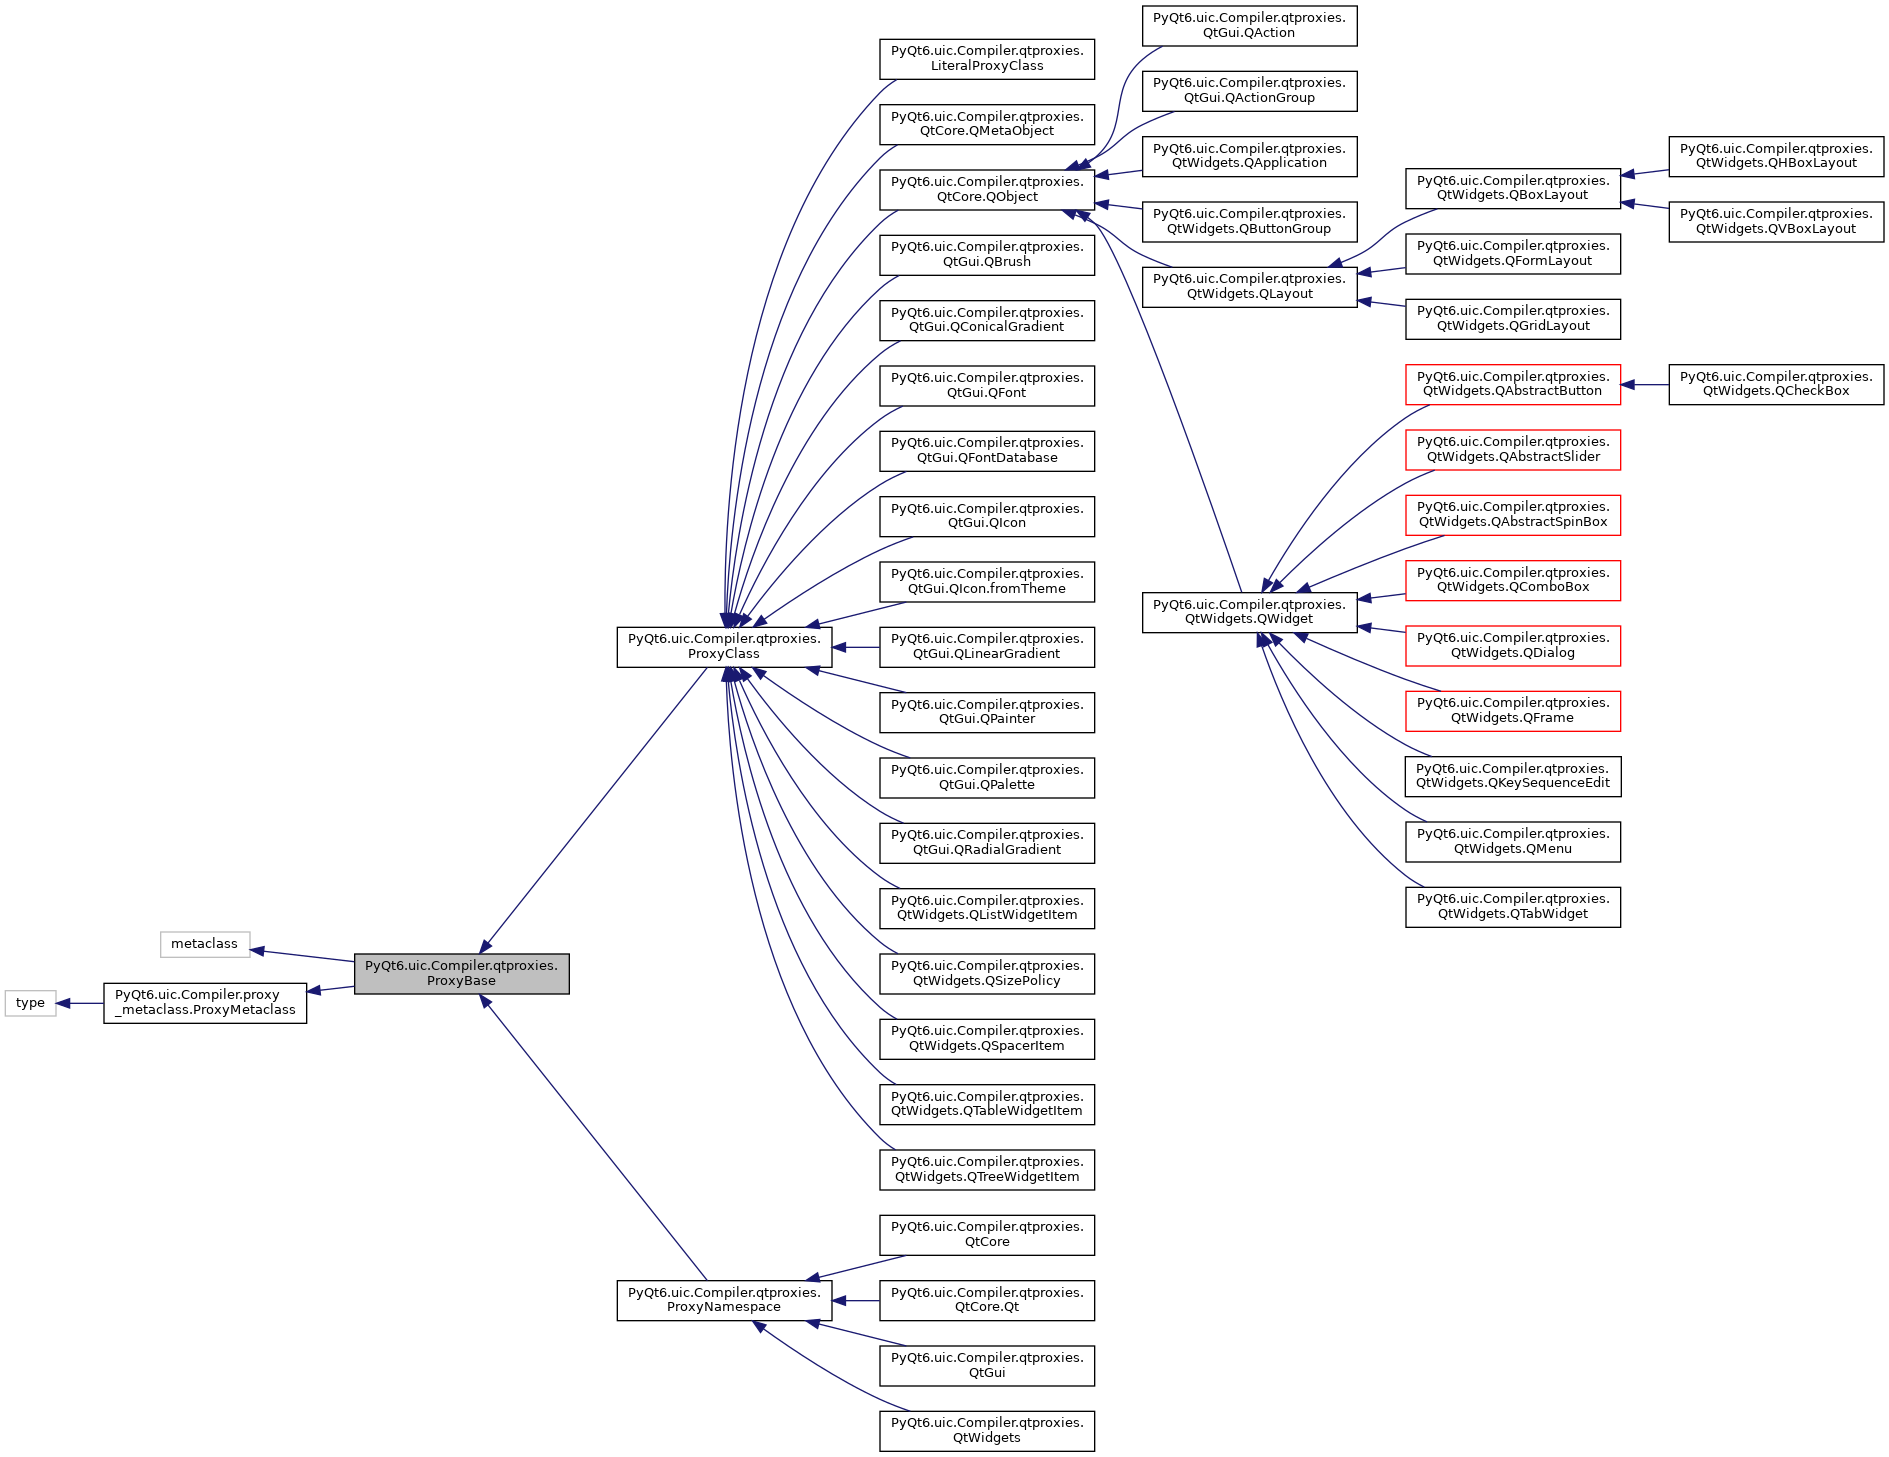 type
metaclass
PyQt6.uic.Compiler.proxy
_metaclass.ProxyMetaclass
PyQt6.uic.Compiler.qtproxies.
ProxyBase
PyQt6.uic.Compiler.qtproxies.
ProxyClass
PyQt6.uic.Compiler.qtproxies.
ProxyNamespace
PyQt6.uic.Compiler.qtproxies.
LiteralProxyClass
PyQt6.uic.Compiler.qtproxies.
QtCore.QMetaObject
PyQt6.uic.Compiler.qtproxies.
QtCore.QObject
PyQt6.uic.Compiler.qtproxies.
QtGui.QBrush
PyQt6.uic.Compiler.qtproxies.
QtGui.QConicalGradient
PyQt6.uic.Compiler.qtproxies.
QtGui.QFont
PyQt6.uic.Compiler.qtproxies.
QtGui.QFontDatabase
PyQt6.uic.Compiler.qtproxies.
QtGui.QIcon
PyQt6.uic.Compiler.qtproxies.
QtGui.QIcon.fromTheme
PyQt6.uic.Compiler.qtproxies.
QtGui.QLinearGradient
PyQt6.uic.Compiler.qtproxies.
QtGui.QPainter
PyQt6.uic.Compiler.qtproxies.
QtGui.QPalette
PyQt6.uic.Compiler.qtproxies.
QtGui.QRadialGradient
PyQt6.uic.Compiler.qtproxies.
QtWidgets.QListWidgetItem
PyQt6.uic.Compiler.qtproxies.
QtWidgets.QSizePolicy
PyQt6.uic.Compiler.qtproxies.
QtWidgets.QSpacerItem
PyQt6.uic.Compiler.qtproxies.
QtWidgets.QTableWidgetItem
PyQt6.uic.Compiler.qtproxies.
QtWidgets.QTreeWidgetItem
PyQt6.uic.Compiler.qtproxies.
QtCore
PyQt6.uic.Compiler.qtproxies.
QtCore.Qt
PyQt6.uic.Compiler.qtproxies.
QtGui
PyQt6.uic.Compiler.qtproxies.
QtWidgets
PyQt6.uic.Compiler.qtproxies.
QtGui.QAction
PyQt6.uic.Compiler.qtproxies.
QtGui.QActionGroup
PyQt6.uic.Compiler.qtproxies.
QtWidgets.QApplication
PyQt6.uic.Compiler.qtproxies.
QtWidgets.QButtonGroup
PyQt6.uic.Compiler.qtproxies.
QtWidgets.QLayout
PyQt6.uic.Compiler.qtproxies.
QtWidgets.QWidget
PyQt6.uic.Compiler.qtproxies.
QtWidgets.QBoxLayout
PyQt6.uic.Compiler.qtproxies.
QtWidgets.QFormLayout
PyQt6.uic.Compiler.qtproxies.
QtWidgets.QGridLayout
PyQt6.uic.Compiler.qtproxies.
QtWidgets.QAbstractButton
PyQt6.uic.Compiler.qtproxies.
QtWidgets.QAbstractSlider
PyQt6.uic.Compiler.qtproxies.
QtWidgets.QAbstractSpinBox
PyQt6.uic.Compiler.qtproxies.
QtWidgets.QComboBox
PyQt6.uic.Compiler.qtproxies.
QtWidgets.QDialog
PyQt6.uic.Compiler.qtproxies.
QtWidgets.QFrame
PyQt6.uic.Compiler.qtproxies.
QtWidgets.QKeySequenceEdit
PyQt6.uic.Compiler.qtproxies.
QtWidgets.QMenu
PyQt6.uic.Compiler.qtproxies.
QtWidgets.QTabWidget
PyQt6.uic.Compiler.qtproxies.
QtWidgets.QHBoxLayout
PyQt6.uic.Compiler.qtproxies.
QtWidgets.QVBoxLayout
PyQt6.uic.Compiler.qtproxies.
QtWidgets.QCheckBox